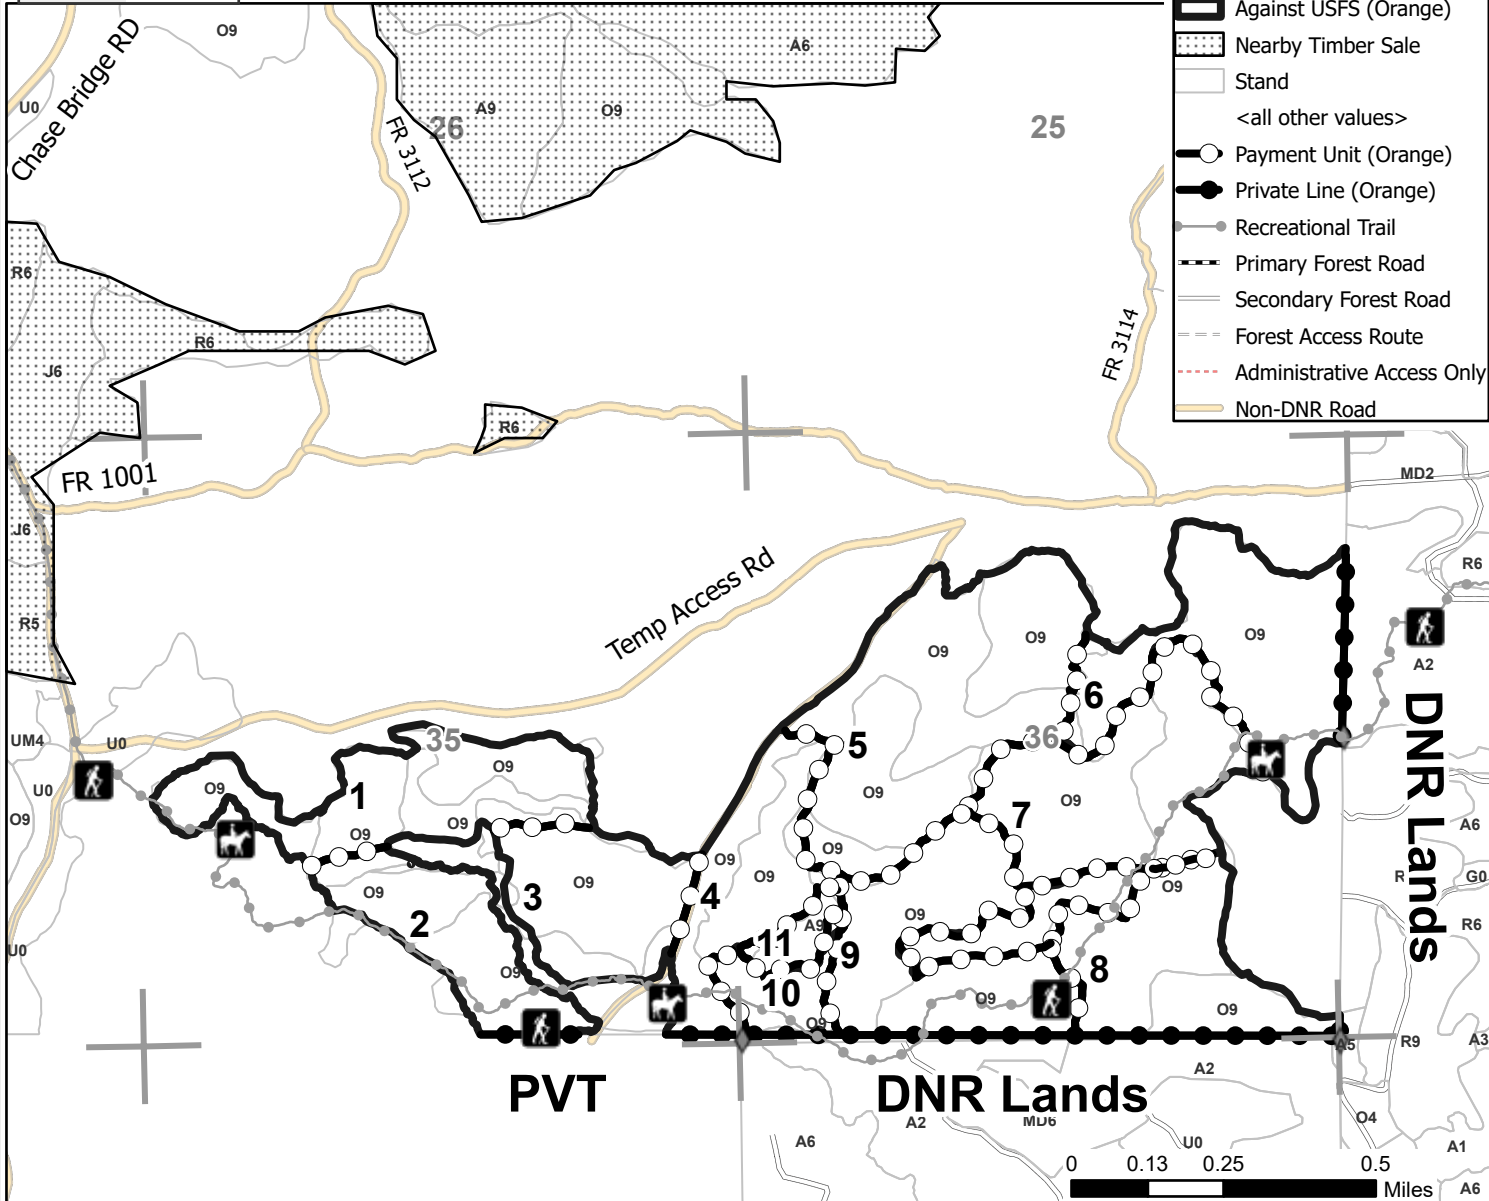 Against USFS (Orange)
Nearby Timber Sale
Stand
<all other values>
Payment Unit (Orange)
Private Line (Orange)
Recreational Trail
Primary Forest Road
Secondary Forest Road
Forest Access Route
Administrative Access Only
Non-DNR Road
O9
A6
Chase Bridge RD
U0
A9
O9
26
25
FR 3112
R6
R6
J6
FR 3114
R6
FR 1001
MD2
J6
R6
Temp Access Rd
R5
O9
O9
O9
A2
6
UM4
U0
35
36
5
DNR Lands
O9
U0
O9
1
O9
O9
7
O9
O9
O9
O9
A6
O9
O9
O9
3
O9
4
O9
O9
G0
2
O9
A9
R6
U0
11
9
O9
10
8
O9
O9
O9
A5
R9
A3
PVT
DNR Lands
A2
A2
MD6
O4
A6
U0
A1
0
0.13
0.25
0.5
Miles
A6